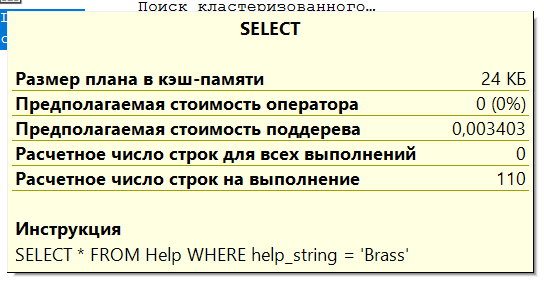 Поиск кластеризованного…
SELECT
Размер плана в кэш-памяти 24 КБ
Предполагаемая стоимость оператора 0 (0%)
Предполагаемая стоимость поддерева 0,003403
Расчетное число строк для всех выполнений 0
Расчетное число строк на выполнение 110
Инструкция
SELECT * FROM Help WHERE help_string = 'Brass'